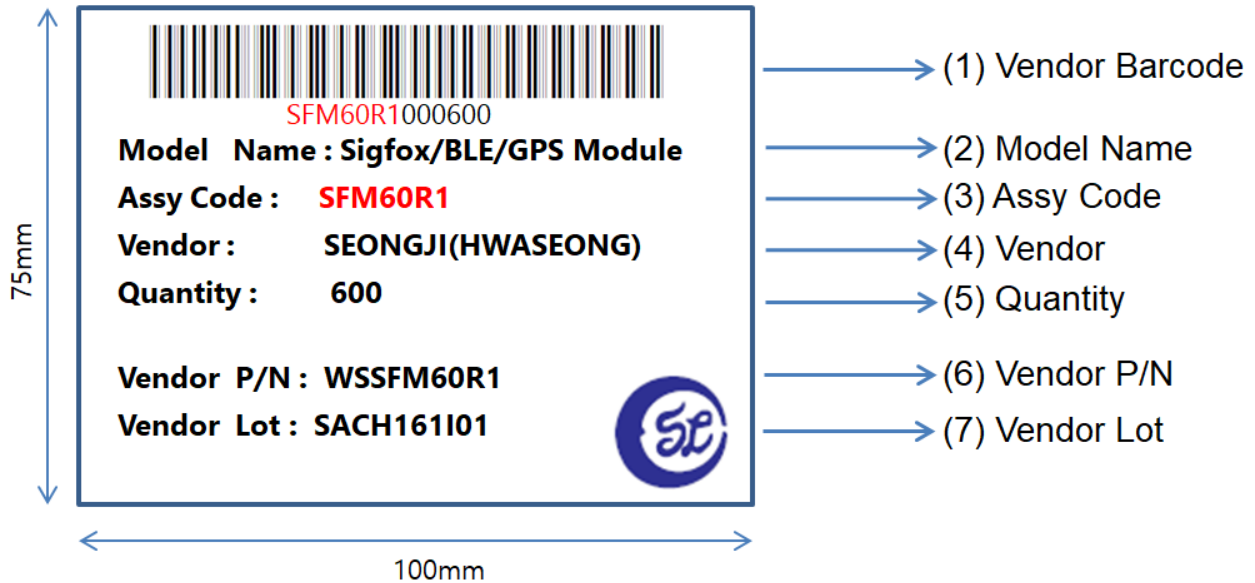 (1) Vendor Barcode
SFM60R1000600
Model Name : Sigfox/BLE/GPS Module
(2) Model Name
Assy Code : SFM60R1
(3) Assy Code
Vendor : SEONGJI(HWASEONG)
(4) Vendor
Quantity : 600
(5) Quantity
75mm
Vendor P/N : WSSFM60R1
(6) Vendor P/N
Vendor Lot : SACH161I01
(7) Vendor Lot
100mm